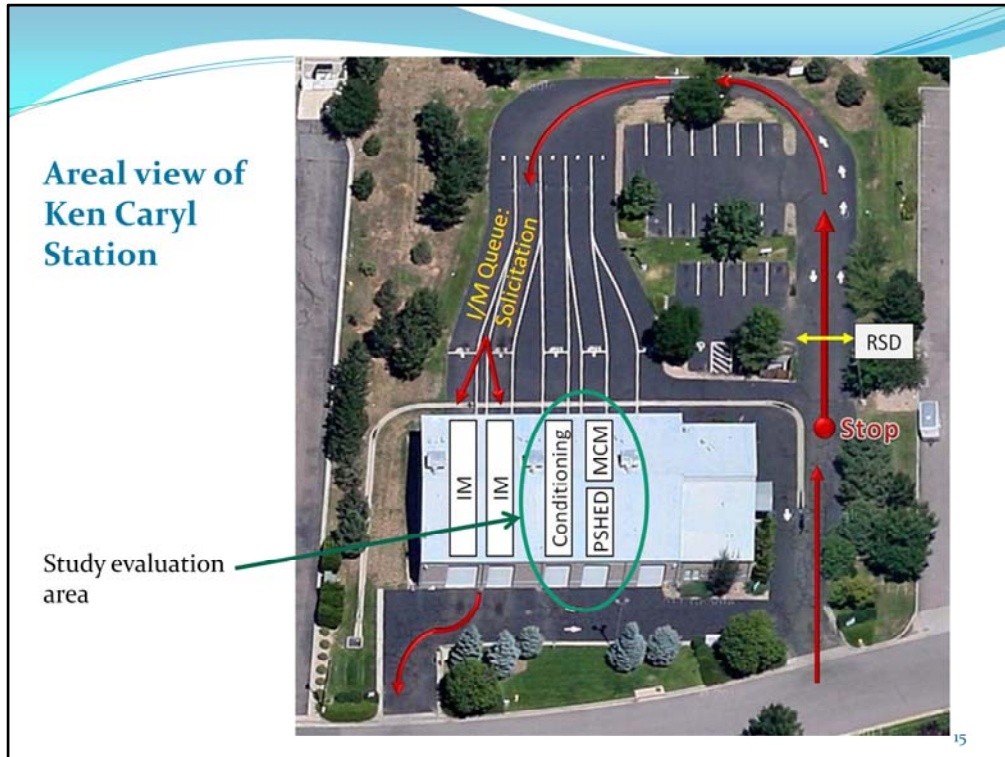 Areal view of
Ken Caryl
Station
I/M Queue:
Solicitation
RSD
Stop
IM
IM
Conditioning
PSHED
MCM
Study evaluation
area
15